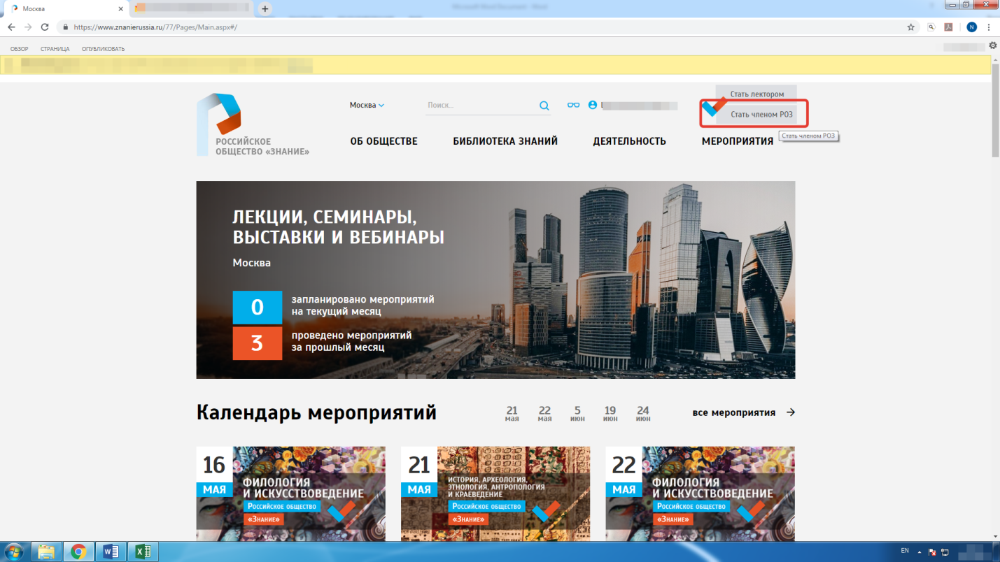 Москва
https://www.znanierussia.ru/77/Pages/Main.aspx#/
N
ОБЗОР СТРАНИЦА ОПУБЛИКОВАТЬ
РОССИЙСКОЕ
ОБЩЕСТВО «ЗНАНИЕ»
Москва
Поиск...
Стать лектором
Стать членом РОЗ
Стать членом РОЗ
ОБ ОБЩЕСТВЕ БИБЛИОТЕКА ЗНАНИЙ ДЕЯТЕЛЬНОСТЬ МЕРОПРИЯТИЯ
ЛЕКЦИИ, СЕМИНАРЫ,
ВЫСТАВКИ И ВЕБИНАРЫ
Москва
0
запланировано мероприятий
на текущий месяц
3
проведено мероприятий
за прошлый месяц
Календарь мероприятий
21 22 5 19 24
мая мая июн июн июн
все мероприятия →
16
МАЯ
ФИЛОЛОГИЯ
И ИСКУССТВОВЕДЕНИЕ
Российское общество
«Знание»
21
МАЯ
ИСТОРИЯ, АРХЕОЛОГИЯ,
ЭТНОЛОГИЯ, АНТРОПОЛОГИЯ
И КРАЕВЕДЕНИЕ
Российское общество
«Знание»
22
МАЯ
ФИЛОЛОГИЯ
И ИСКУССТВОВЕДЕНИЕ
Российское общество
«Знание»
EN